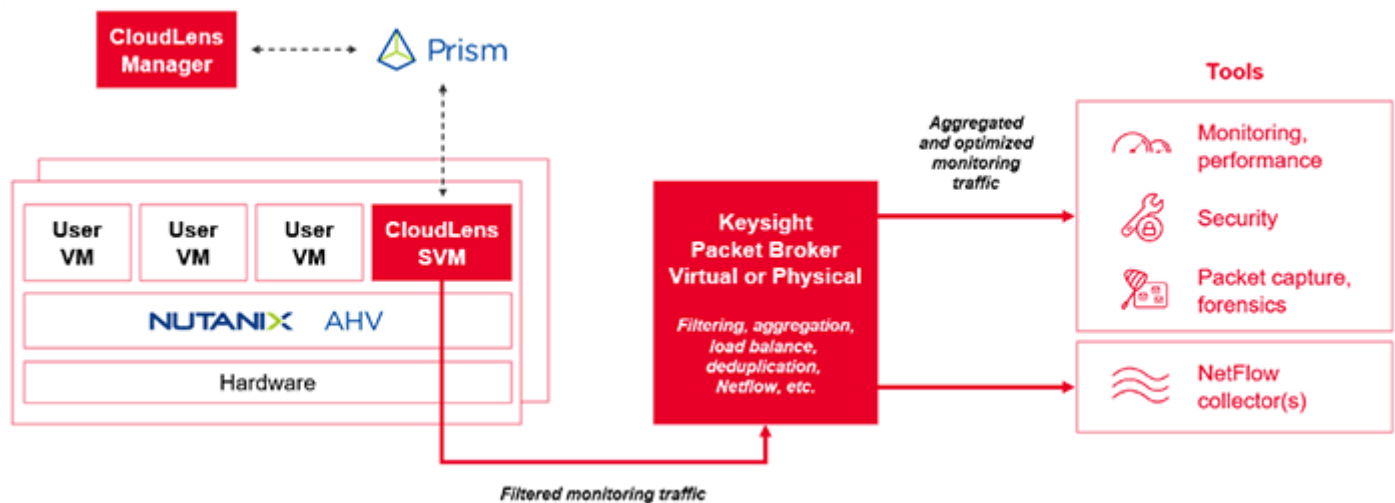 CloudLens
Manager
Prism
Tools
Aggregated
and optimized
monitoring
traffic
Monitoring,
performance
Security
Packet capture,
forensics
NetFlow
collector(s)
User
VM
User
VM
User
VM
CloudLens
SVM
NUTANIX AHV
Hardware
Keysight
Packet Broker
Virtual or Physical
Filtering, aggregation,
load balance,
deduplication,
Netflow, etc.
Filtered monitoring traffic